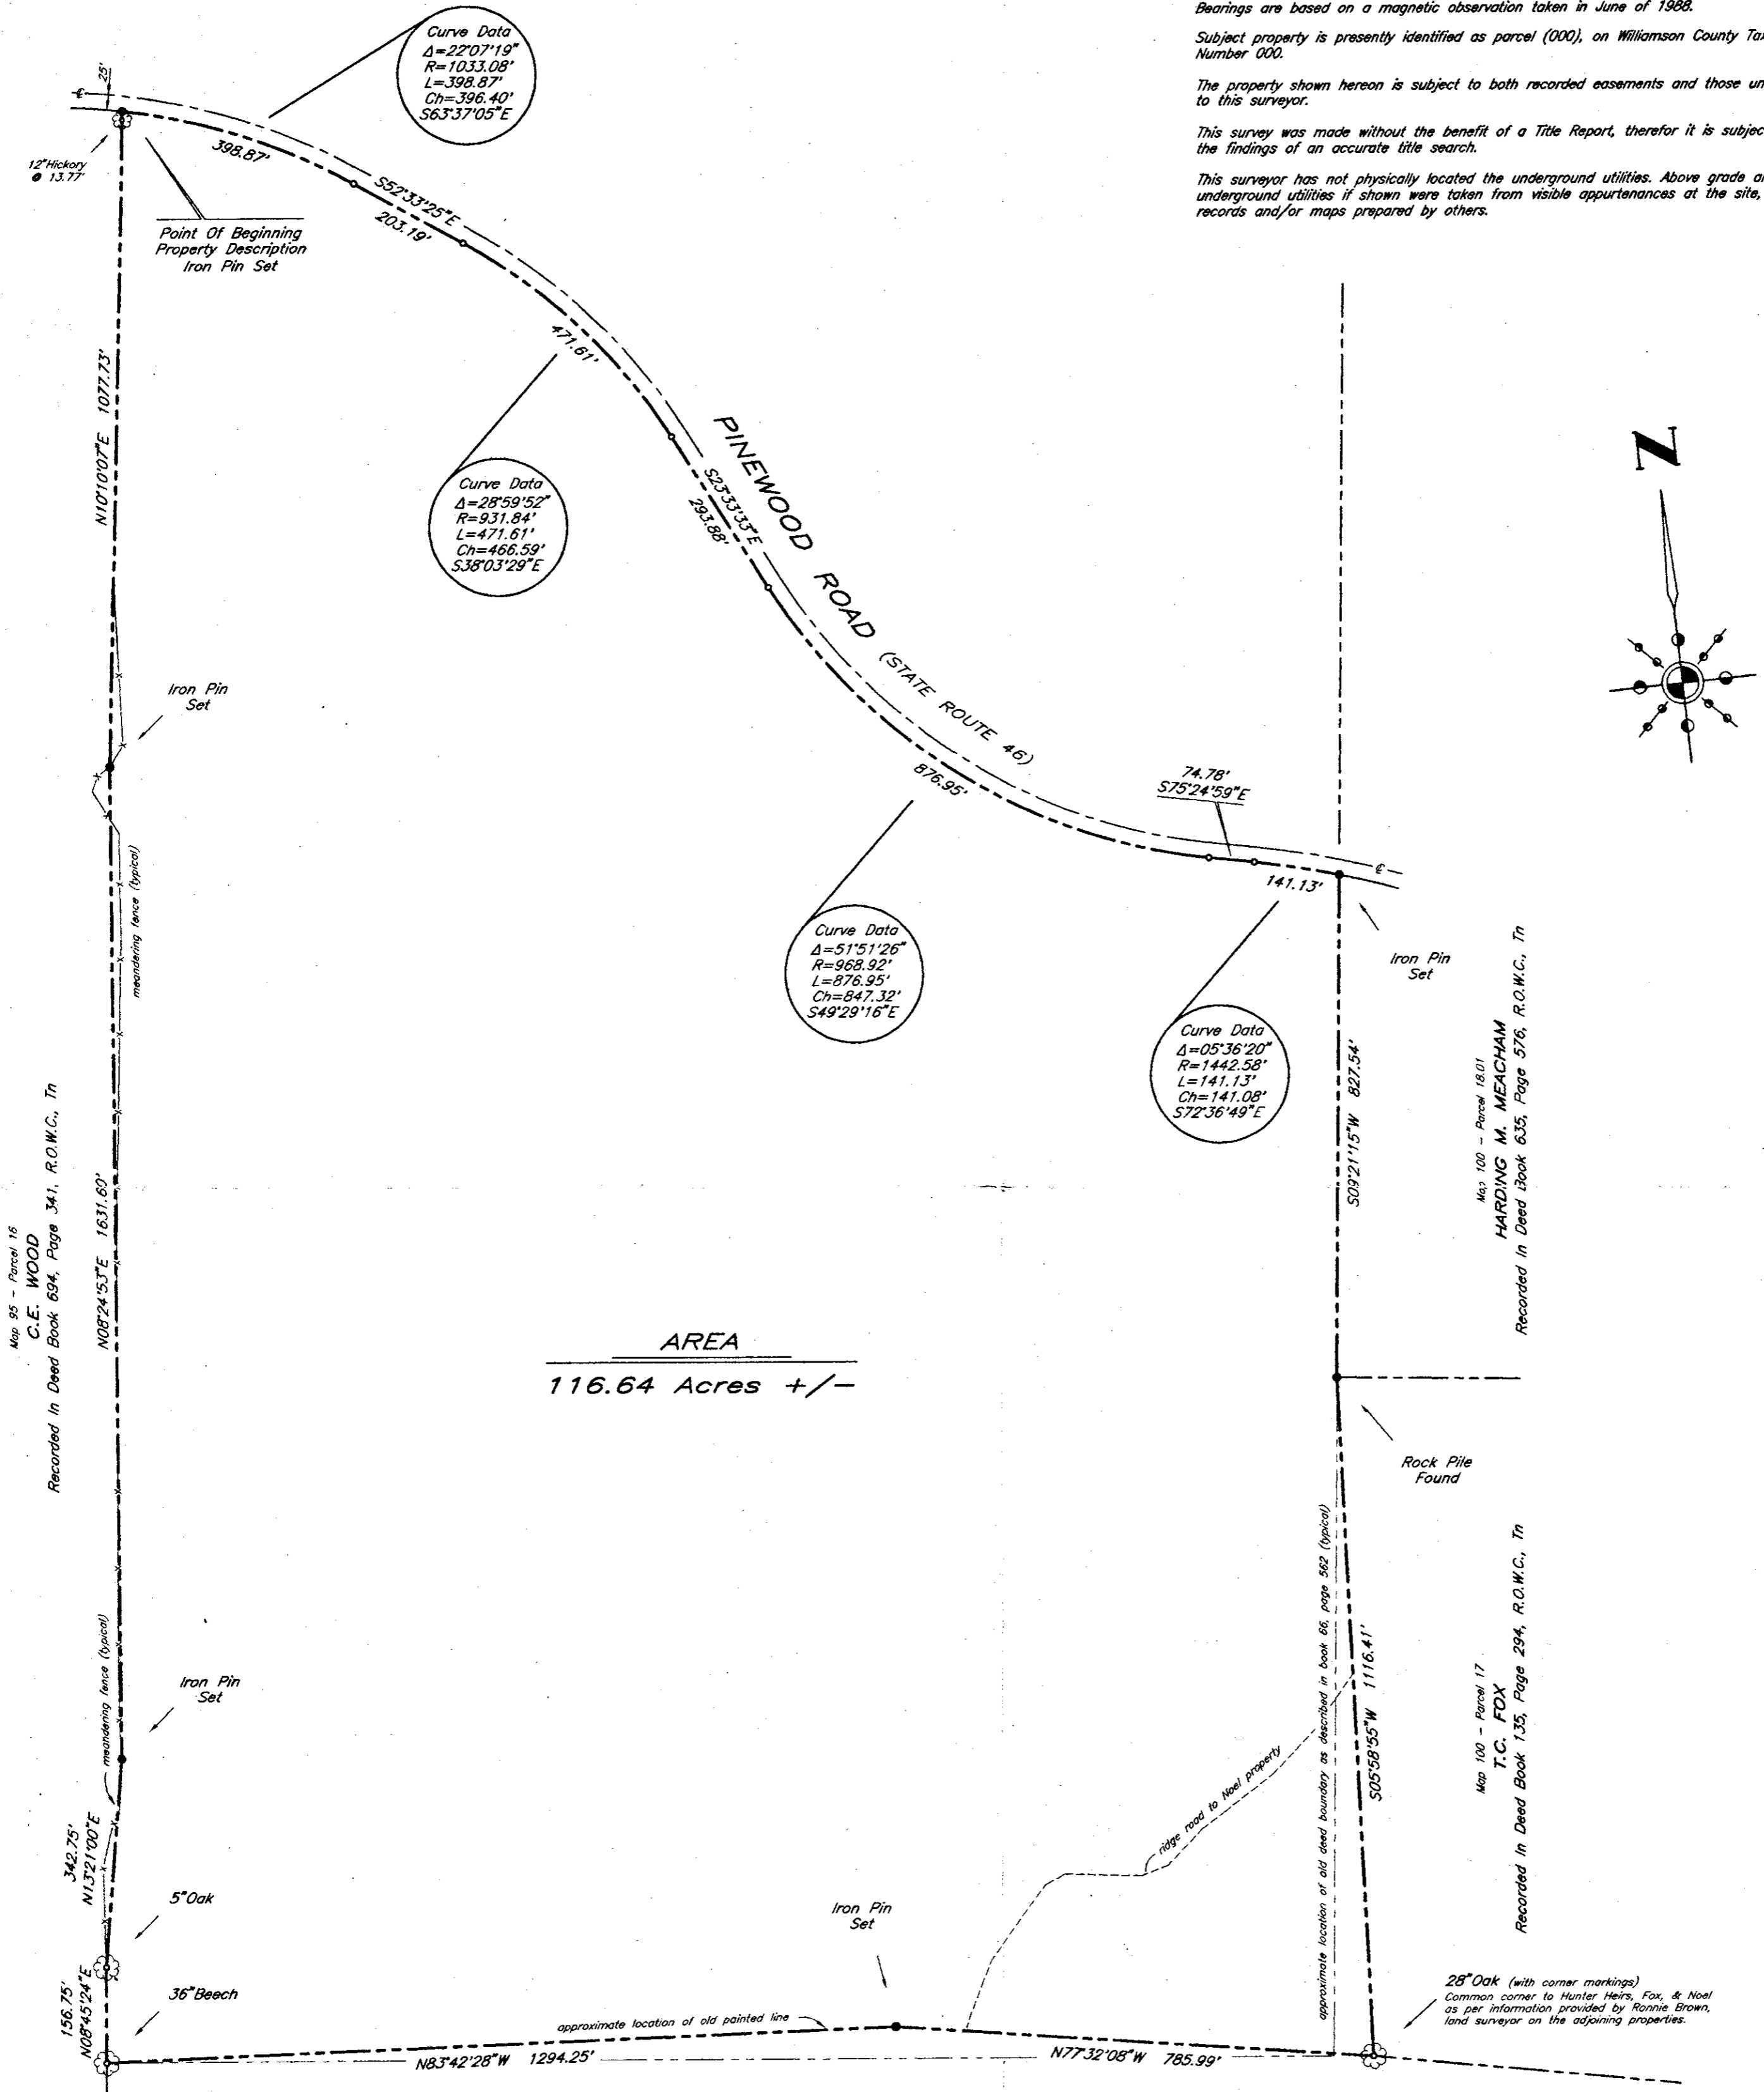 Bearings are based on a magnetic observation taken in June of 1988.
Subject property is presently identified as parcel (000), on Williamson County Tax
Number 000.
The property shown hereon is subject to both recorded easements and those
to this surveyor.
This survey was made without the benefit of a Title Report, therefor it is
the findings of an accurate title search.
This surveyor has not physically located the underground utilities. Above grade
underground utilities if shown were taken from visible appurtenances at the site,
records and/or maps prepared by others.
Curve Data
Δ=22°07'19"
R=1033.08'
L=398.87'
Ch=396.40'
S63°37'05"E
25'
℄
12"Hickory
@ 13.77'
398.87'
S52°33'25"E
203.19'
Point Of Beginning
Property Description
Iron Pin Set
471.61'
N10°10'07"E 1077.73'
PINEWOOD ROAD (STATE ROUTE 46)
N
S23°33'33"E
293.88'
Curve Data
Δ=28°59'52"
R=931.84'
L=471.61'
Ch=466.59'
S38°03'29"E
Iron Pin
Set
876.95'
74.78'
S75°24'59"E
℄
141.13'
meandering fence (typical)
Curve Data
Δ=51°51'26"
R=968.92'
L=876.95'
Ch=847.32'
S49°29'16"E
Iron Pin
Set
Curve Data
Δ=05°36'20"
R=1442.58'
L=141.13'
Ch=141.08'
S72°36'49"E
S09°21'15"W 827.54'
Map 100 - Parcel 18.01
HARDING M. MEACHAM
Recorded In Deed Book 635, Page 576, R.O.W.C., Tn
Map 95 - Parcel 16
C.E. WOOD
Recorded In Deed Book 694, Page 341, R.O.W.C., Tn
N08°24'53"E 1631.60'
AREA
116.64 Acres +/-
Rock Pile
Found
approximate location of old deed boundary as described in book 66, page 562 (typical)
S05°58'55"W 1116.41'
Map 100 - Parcel 17
T.C. FOX
Recorded In Deed Book 135, Page 294, R.O.W.C., Tn
meandering fence (typical)
Iron Pin
Set
ridge road to Noel property
342.75'
N13°21'00"E
5"Oak
Iron Pin
Set
156.75'
N08°45'24"E
36"Beech
28"Oak (with corner markings)
Common corner to Hunter Heirs, Fox, & Noel
as per information provided by Ronnie Brown,
land surveyor on the adjoining properties.
approximate location of old painted line
N83°42'28"W 1294.25'
N77°32'08"W 785.99'